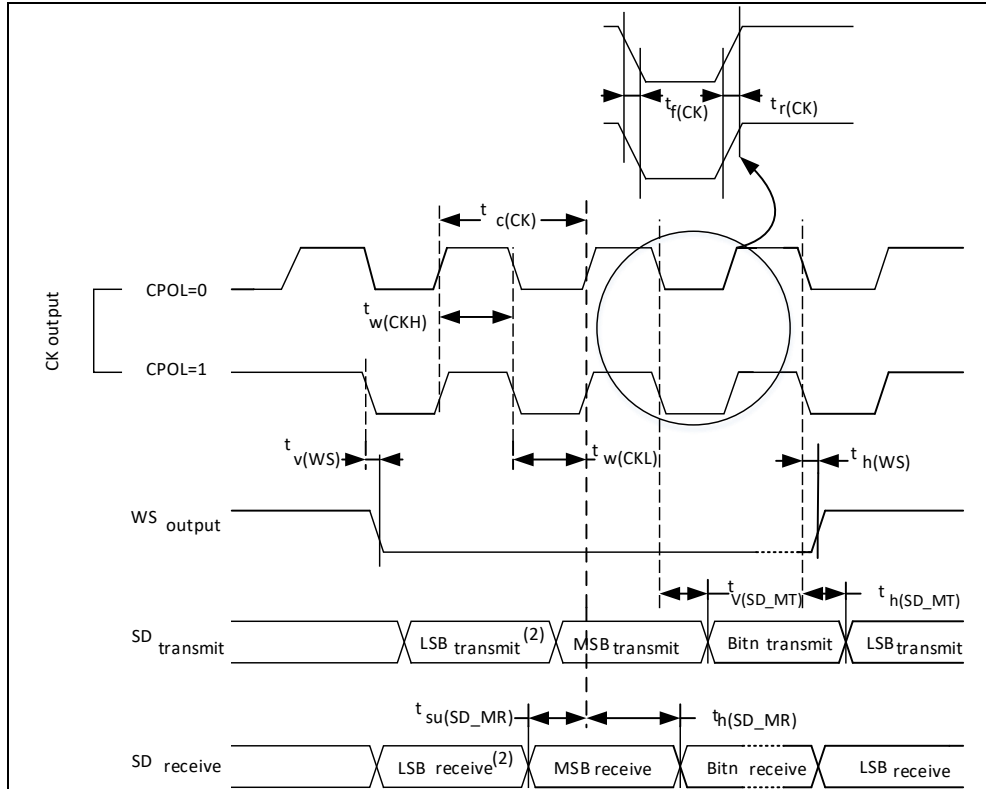 tf(CK)
tr(CK)
tc(CK)
CK output
CPOL=0
tw(CKH)
CPOL=1
tv(WS)
tw(CKL)
th(WS)
WS output
tV(SD_MT)
th(SD_MT)
SD transmit
LSB transmit(2)
MSB transmit
Bitn transmit
LSB transmit
tsu(SD_MR)
th(SD_MR)
SD receive
LSB receive(2)
MSB receive
Bitn receive
LSB receive